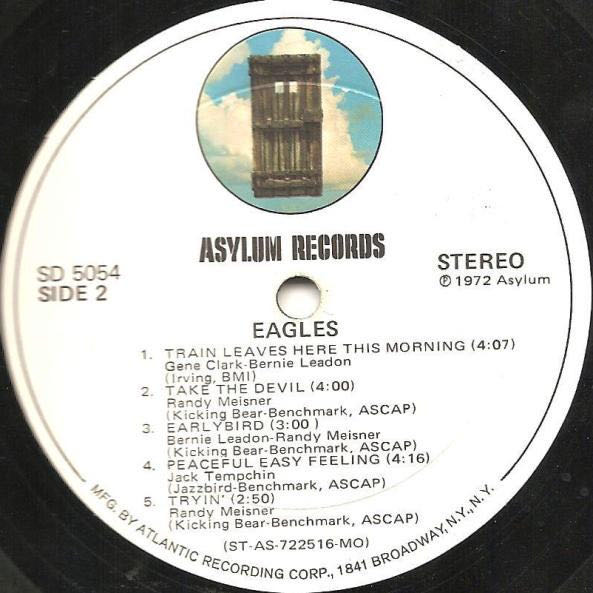 ASYLUM RECORDS
SD 5054
SIDE 2
STEREO
℗ 1972 Asylum
EAGLES
1. TRAIN LEAVES HERE THIS MORNING (4:07)
Gene Clark-Bernie Leadon
(Irving, BMI)
2. TAKE THE DEVIL (4:00)
Randy Meisner
(Kicking Bear-Benchmark, ASCAP)
3. EARLYBIRD (3:00 )
Bernie Leadon-Randy Meisner
(Kicking Bear-Benchmark, ASCAP)
4. PEACEFUL EASY FEELING (4:16)
Jack Tempchin
(Jazzbird-Benchmark, ASCAP)
5. TRYIN' (2:50)
Randy Meisner
(Kicking Bear-Benchmark, ASCAP)
(ST-AS-722516-MO)
MFG. BY ATLANTIC RECORDING CORP., 1841 BROADWAY, N.Y., N.Y.